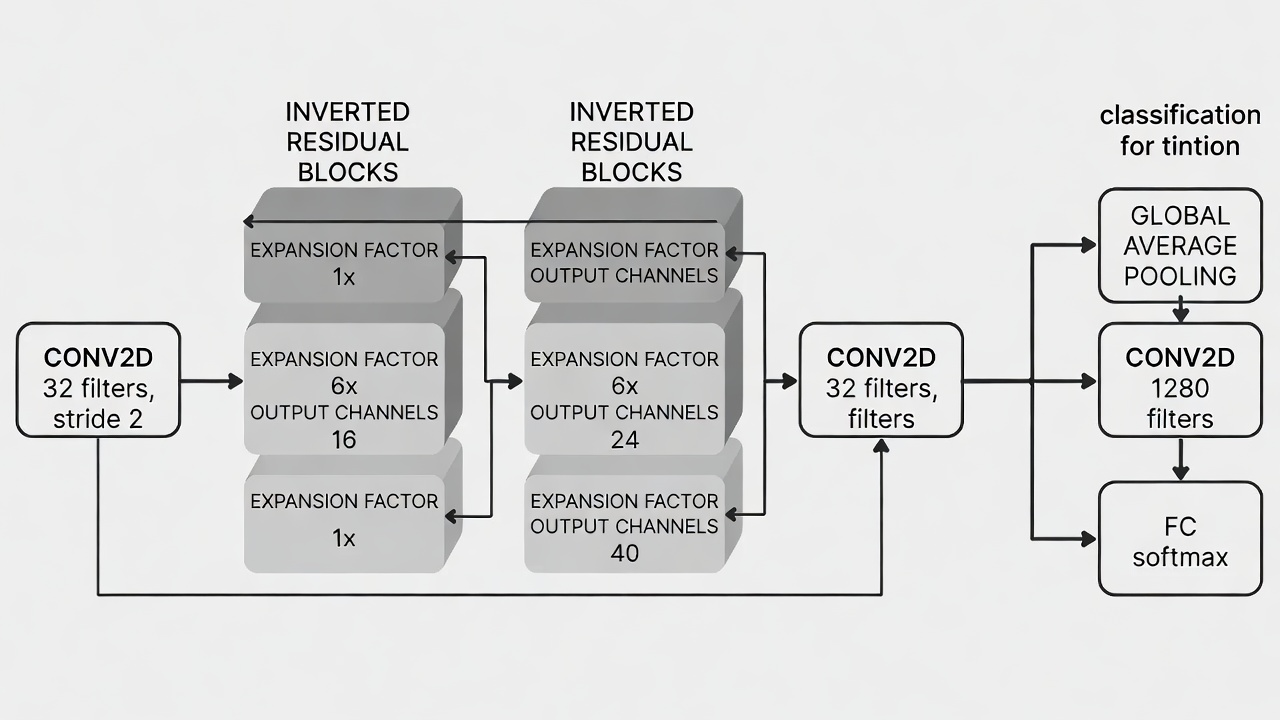 CONV2D
32 filters,
stride 2
INVERTED
RESIDUAL
BLOCKS
EXPANSION FACTOR
1x
EXPANSION FACTOR
6x
OUTPUT CHANNELS
16
EXPANSION FACTOR
1x
INVERTED
RESIDUAL
BLOCKS
EXPANSION FACTOR
OUTPUT CHANNELS
EXPANSION FACTOR
6x
OUTPUT CHANNELS
24
EXPANSION FACTOR
OUTPUT CHANNELS
40
CONV2D
32 filters,
filters
classification
for tintion
GLOBAL
AVERAGE
POOLING
CONV2D
1280
filters
FC
softmax